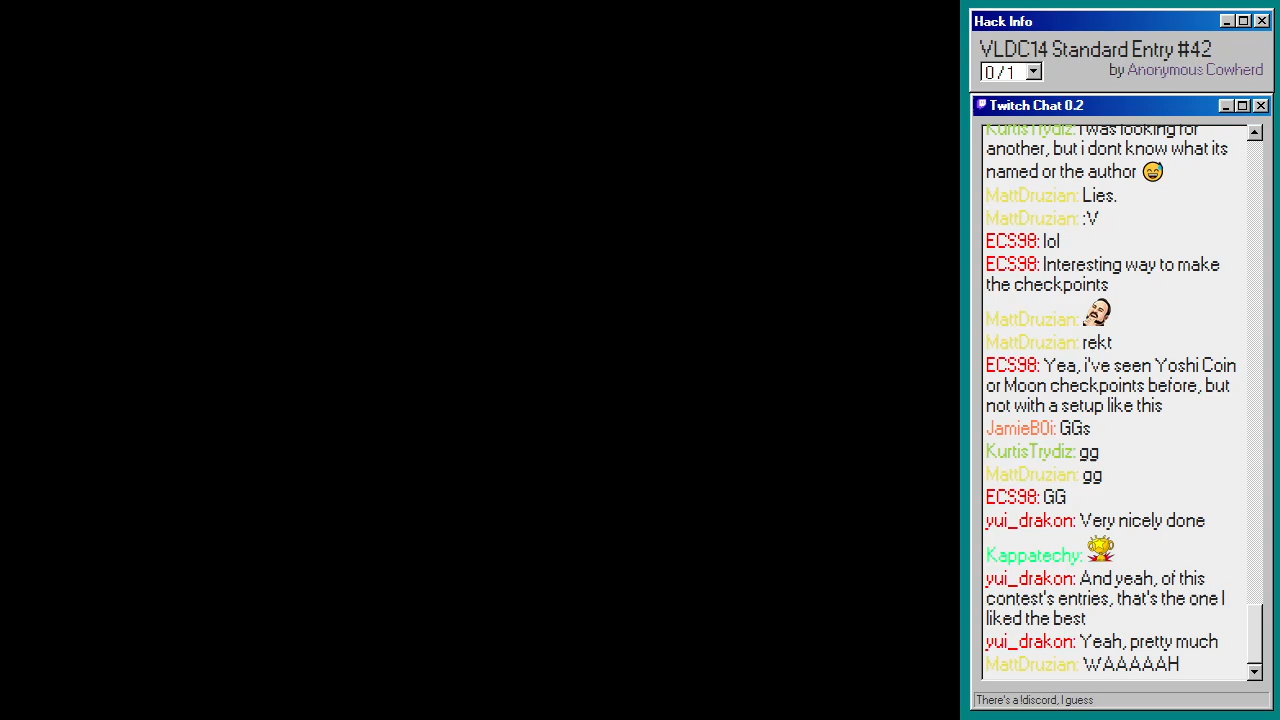 Hack Info
VLDC14 Standard Entry #42
0/1
by Anonymous Cowherd
Twitch Chat 0.2
KurtisTrydiz: I was looking for
another, but i dont know what its
named or the author
MattDruzian: Lies.
MattDruzian: :V
ECS98: lol
ECS98: Interesting way to make
the checkpoints
MattDruzian:
MattDruzian: rekt
ECS98: Yea, i've seen Yoshi Coin
or Moon checkpoints before, but
not with a setup like this
JamieB0i: GGs
KurtisTrydiz: gg
MattDruzian: gg
ECS98: GG
yui_drakon: Very nicely done
Kappatechy:
yui_drakon: And yeah, of this
contest's entries, that's the one I
liked the best
yui_drakon: Yeah, pretty much
MattDruzian: WAAAAAH
There's a !discord, I guess